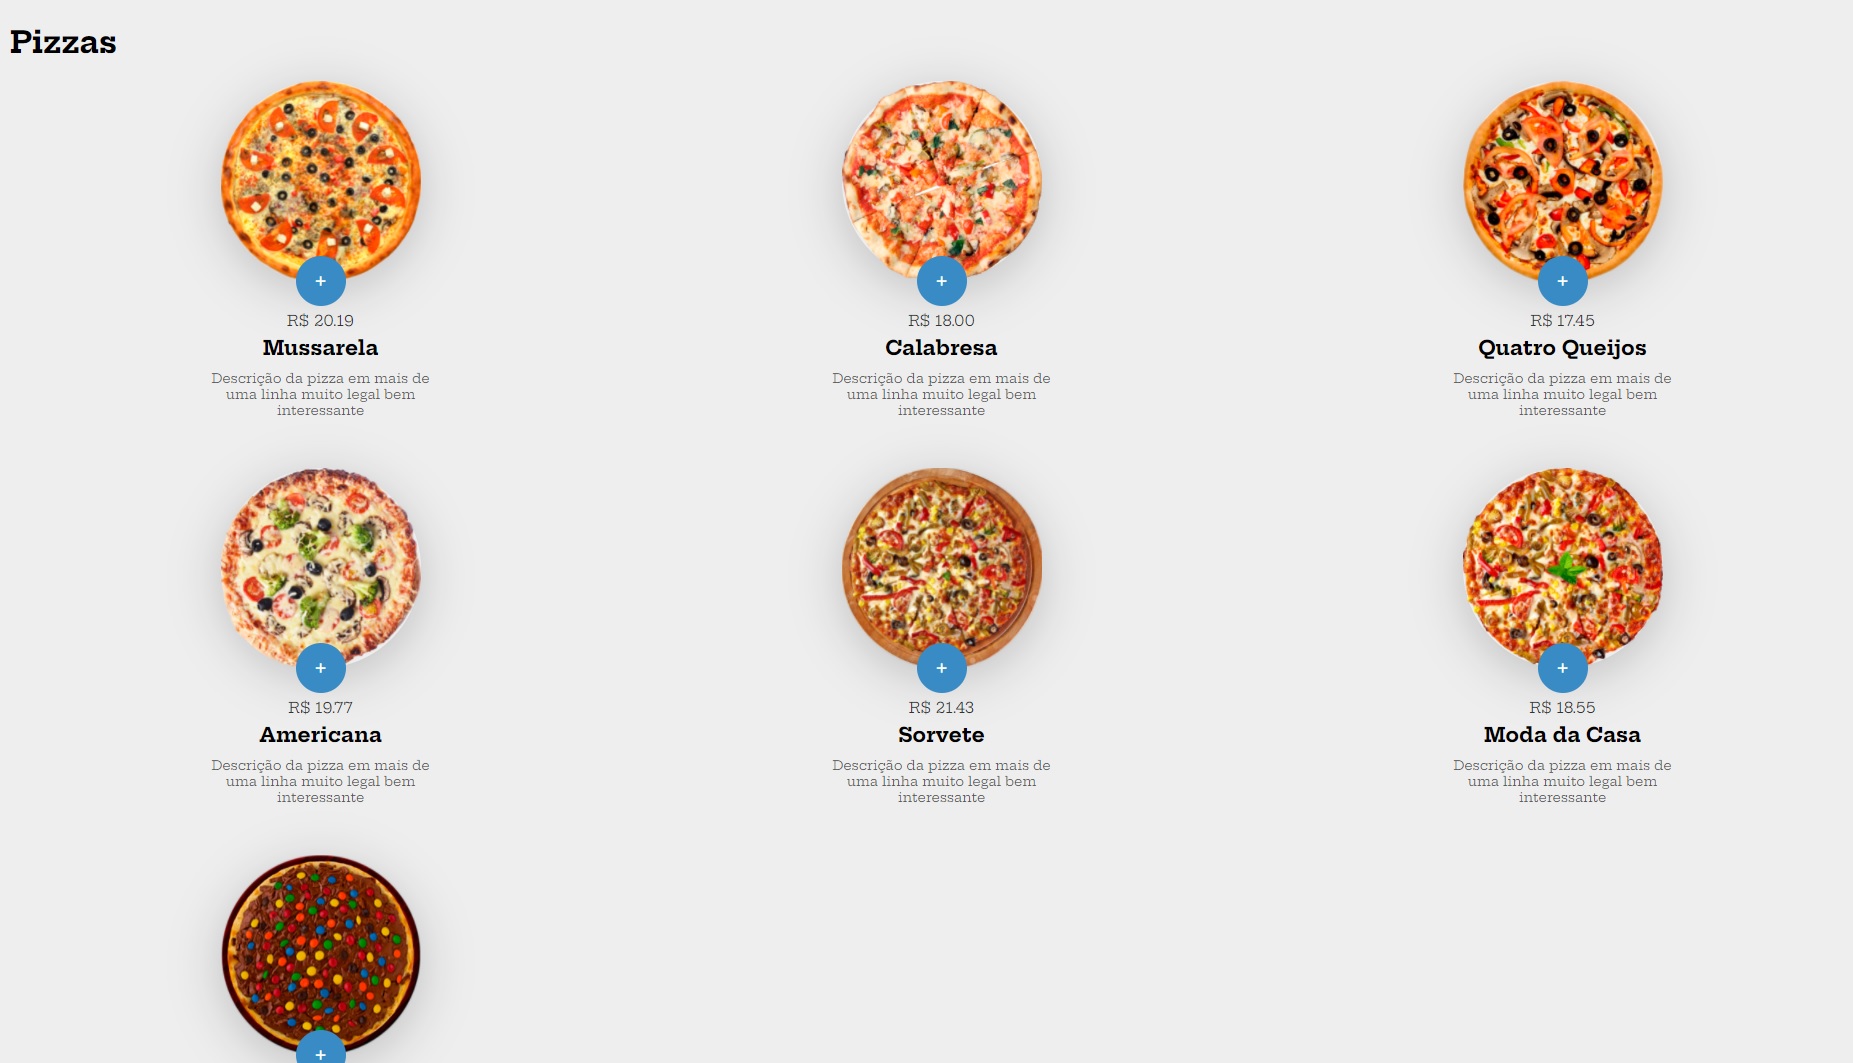 Pizzas
+
+
+
R$ 20.19
R$ 18.00
R$ 17.45
Mussarela
Calabresa
Quatro Queijos
Descrição da pizza em mais de
uma linha muito legal bem
interessante
Descrição da pizza em mais de
uma linha muito legal bem
interessante
Descrição da pizza em mais de
uma linha muito legal bem
interessante
+
+
+
R$ 19.77
R$ 21.43
R$ 18.55
Americana
Sorvete
Moda da Casa
Descrição da pizza em mais de
uma linha muito legal bem
interessante
Descrição da pizza em mais de
uma linha muito legal bem
interessante
Descrição da pizza em mais de
uma linha muito legal bem
interessante
+